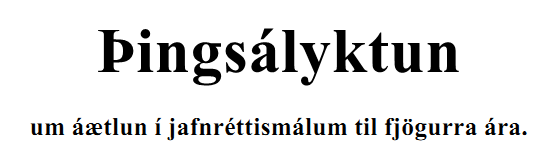 Þingsályktun
um áætlun í jafnréttismálum til fjögurra ára.